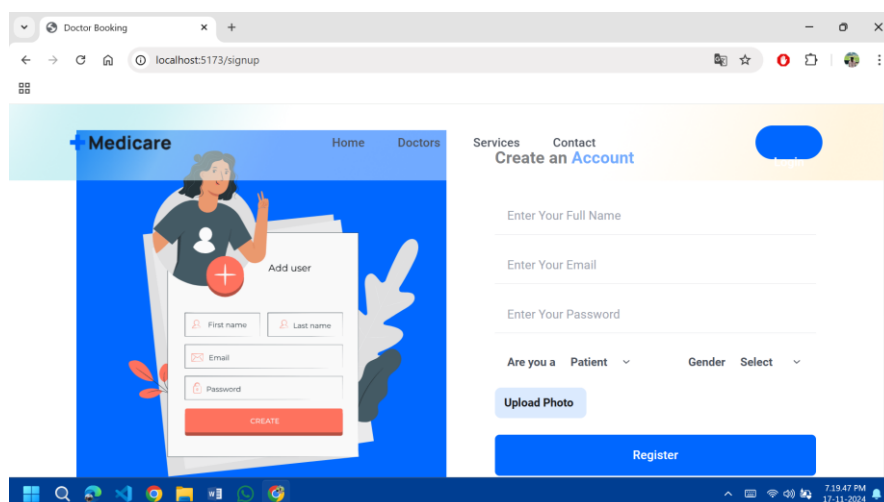 Doctor Booking
localhost:5173/signup
Medicare
Home Doctors Services Contact
Create an Account
Enter Your Full Name
Enter Your Email
Enter Your Password
Are you a Patient Gender Select
Upload Photo
Register
Add user
First name Last name
Email
Password
CREATE
7.19.47 PM
17-11-2024